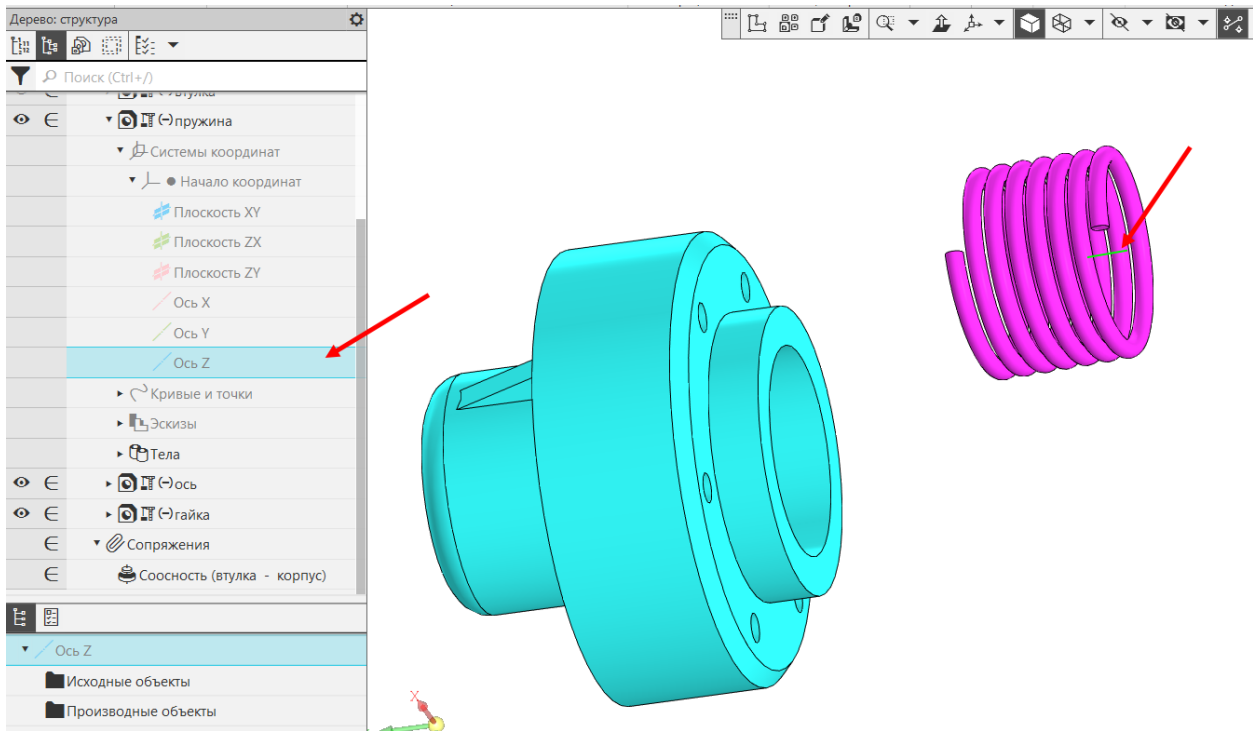 Дерево: структура
Поиск (Ctrl+/)
втулка
пружина
Системы координат
Начало координат
Плоскость XY
Плоскость ZX
Плоскость ZY
Ось X
Ось Y
Ось Z
Кривые и точки
Эскизы
Тела
ось
гайка
Сопряжения
Соосность (втулка - корпус)
Ось Z
Исходные объекты
Производные объекты
X